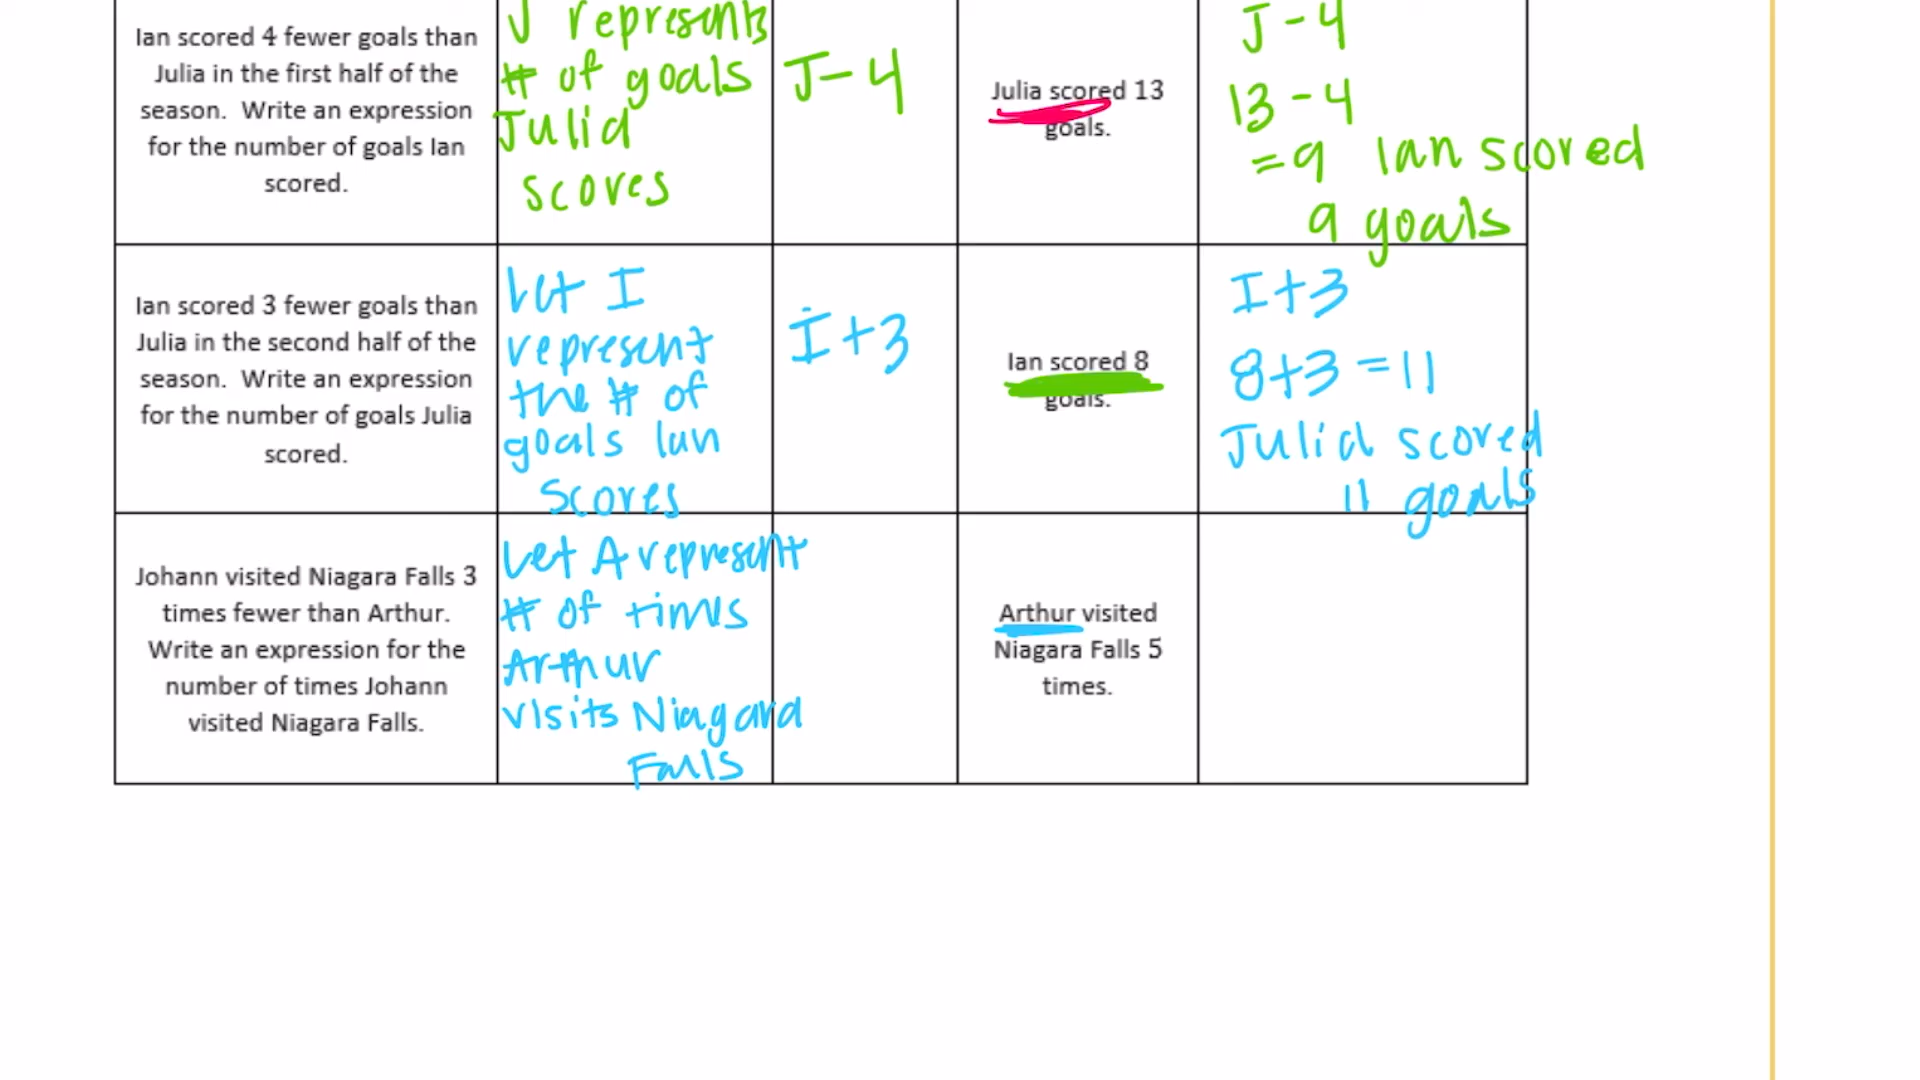 Ian scored 4 fewer goals than
Julia in the first half of the
season. Write an expression
for the number of goals Ian
scored.
J represents
# of goals
Julia
scores
J-4
Julia scored 13
goals.
J-4
13-4
=9 Ian scored
9 goals
Ian scored 3 fewer goals than
Julia in the second half of the
season. Write an expression
for the number of goals Julia
scored.
Let I
represent
the # of
goals Ian
scores
I+3
Ian scored 8
goals.
I+3
8+3=11
Julia scored
11 goals
Johann visited Niagara Falls 3
times fewer than Arthur.
Write an expression for the
number of times Johann
visited Niagara Falls.
Let A represent
# of times
Arthur
visits Niagara
Falls
Arthur visited
Niagara Falls 5
times.